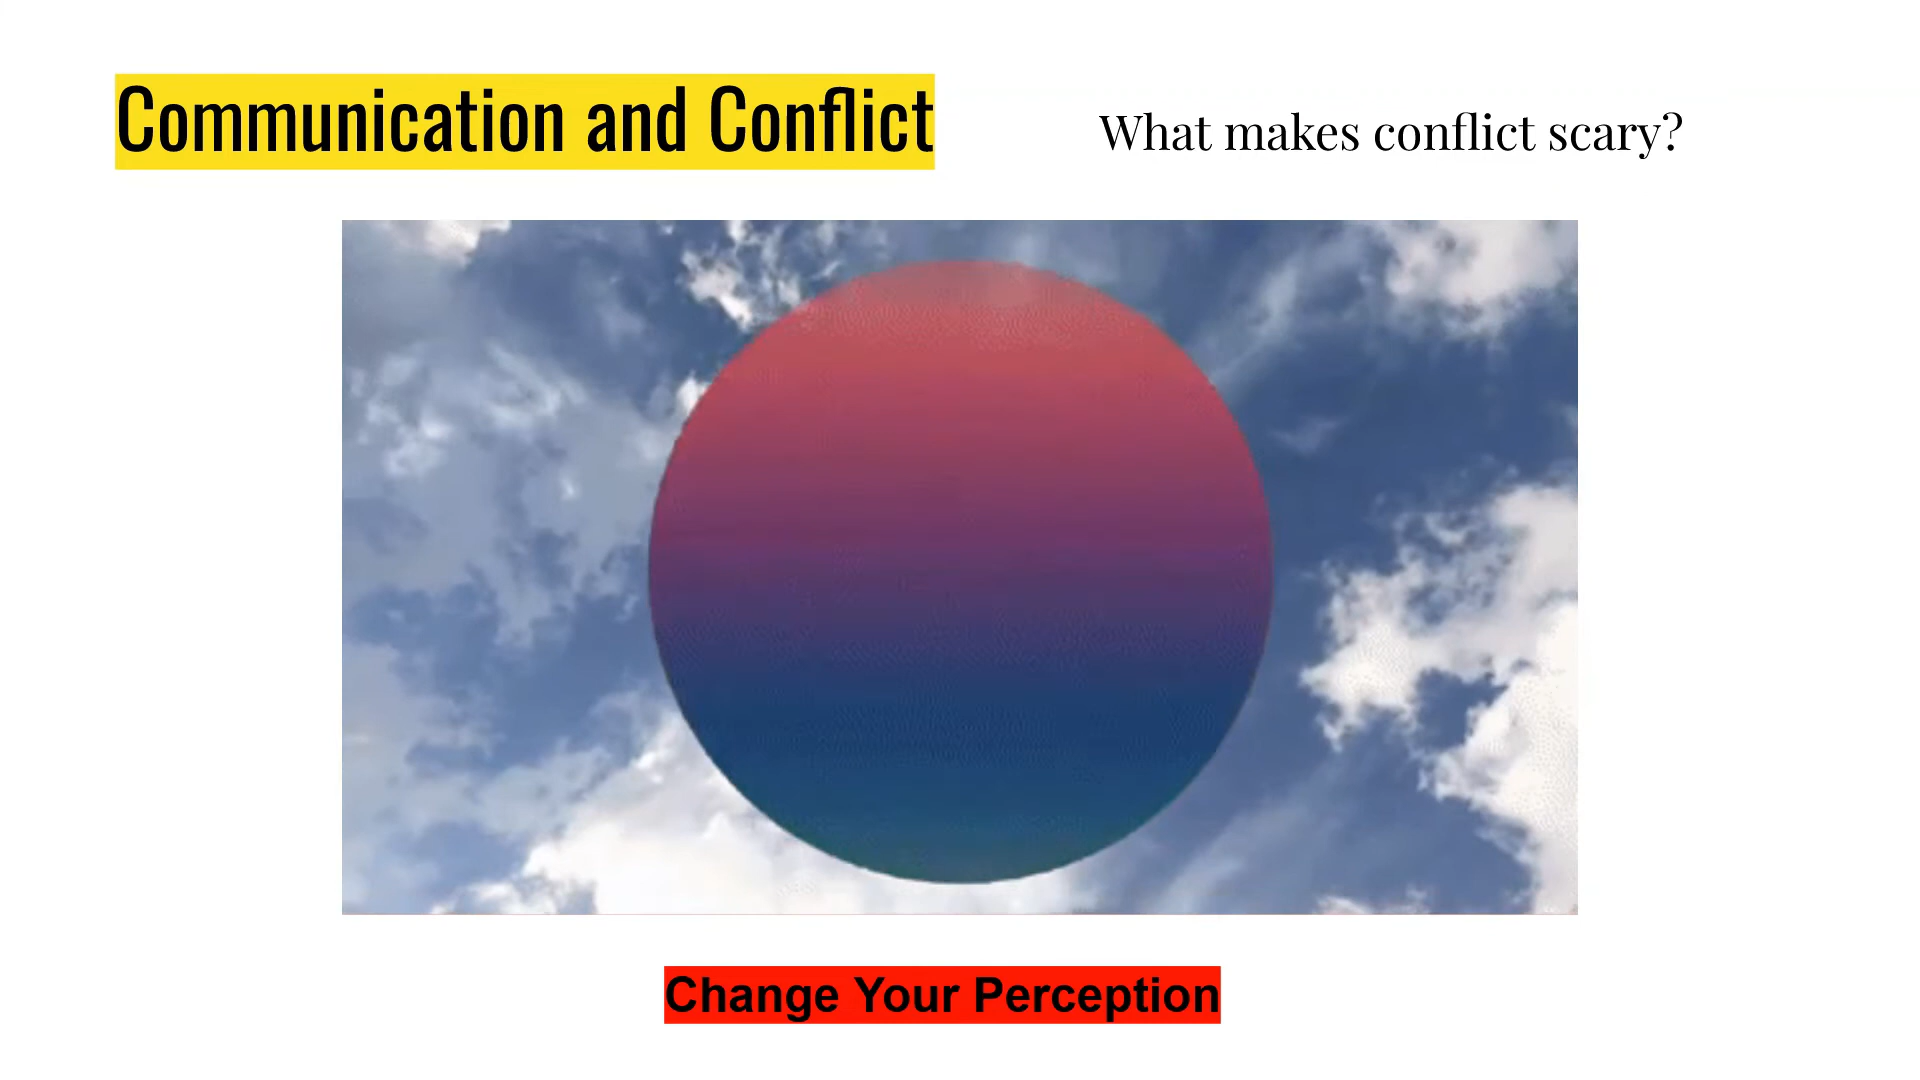 Communication and Conflict
What makes conflict scary?
Change Your Perception